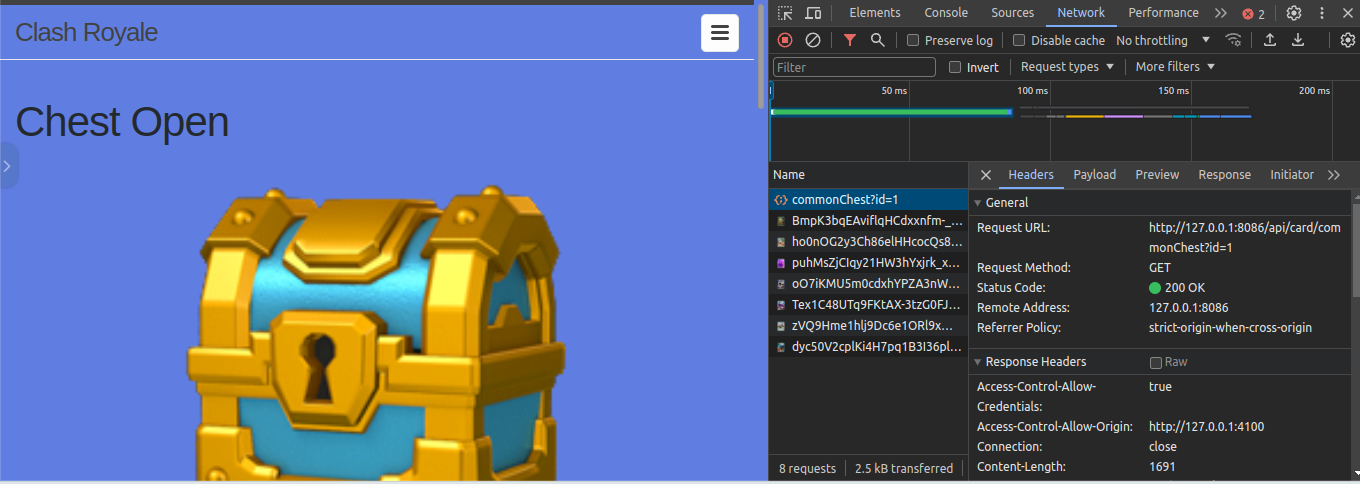 Clash Royale
Chest Open
Elements Console Sources Network Performance 2
Preserve log Disable cache No throttling
Filter Invert Request types More filters
50 ms 100 ms 150 ms 200 ms
Name
commonChest?id=1
BmpK3bqEAviflqHCdxxnfm-_...
ho0nOG2y3Ch86elHHcocQs8...
puhMsZjCIqy21HW3hYxjrk_x...
oO7iKMU5m0cdxhYPZA3nW...
Tex1C48UTq9FKtAX-3tzG0FJ...
zVQ9Hme1hlj9Dc6e1ORl9x...
dyc50V2cplKi4H7pq1B3I36pl...
8 requests 2.5 kB transferred
Headers Payload Preview Response Initiator
General
Request URL: http://127.0.0.1:8086/api/card/co
mmonChest?id=1
Request Method: GET
Status Code: 200 OK
Remote Address: 127.0.0.1:8086
Referrer Policy: strict-origin-when-cross-origin
Response Headers Raw
Access-Control-Allow- true
Credentials:
Access-Control-Allow-Origin: http://127.0.0.1:4100
Connection: close
Content-Length: 1691